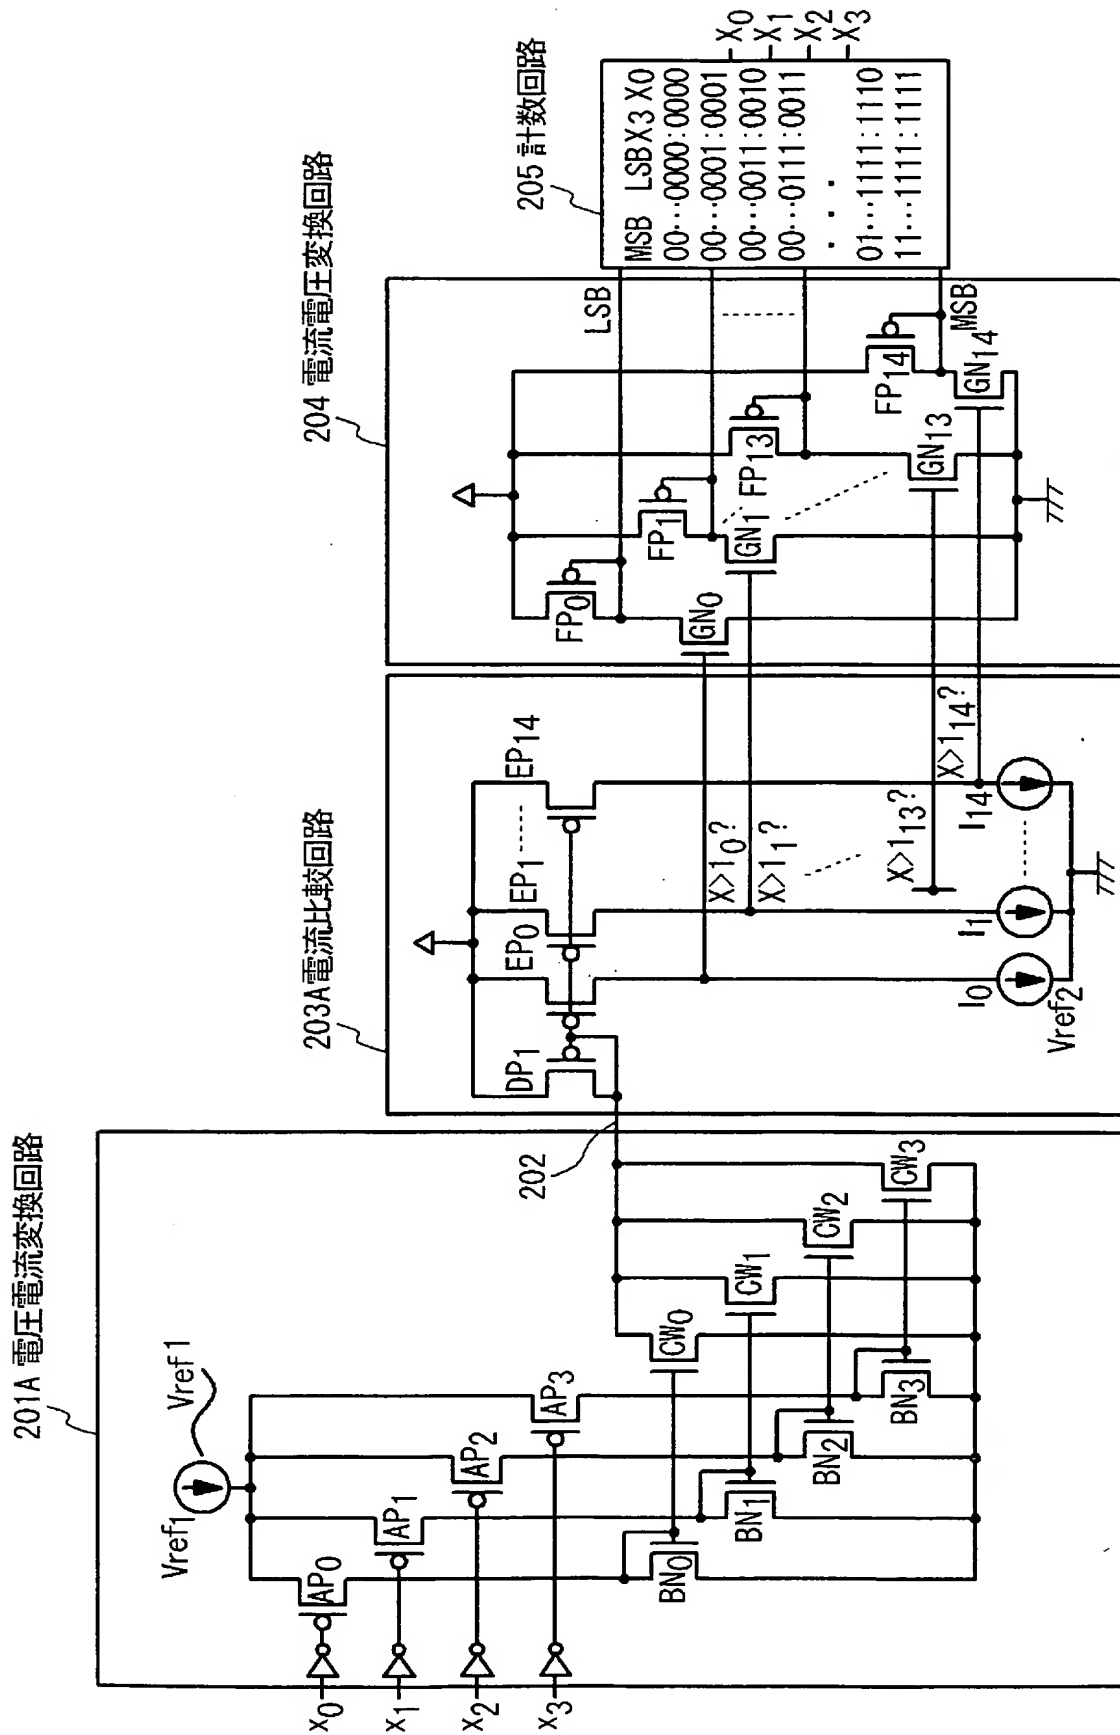 201A 電圧電流変換回路
Vref1
Vref1
x0
x1
x2
x3
AP0
AP1
AP2
AP3
BN0
BN1
BN2
BN3
CW0
CW1
CW2
CW3
202
203A電流比較回路
DP1
EP0
EP1
EP14
X>10?
X>11?
X>113?
X>114?
I0
I1
I14
Vref2
204 電流電圧変換回路
FP0
FP1
FP13
FP14
GN0
GN1
GN13
GN14
LSB
MSB
205 計数回路
MSB LSB X3 X0
00･･･0000:0000
00･･･0001:0001
00･･･0011:0010
00･･･0111:0011
･ ･ ･
01･･･1111:1110
11･･･1111:1111
X0
X1
X2
X3